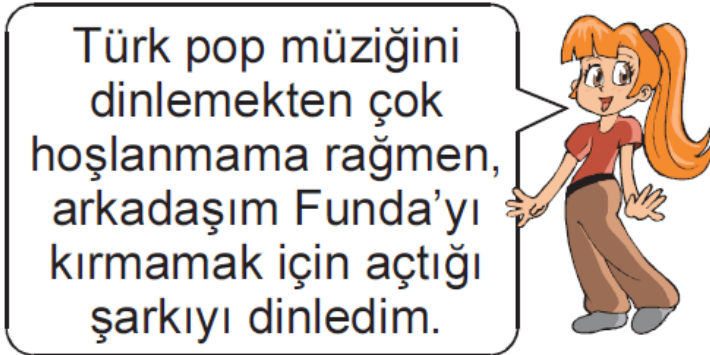 Türk pop müziğini
dinlemekten çok
hoşlanmama rağmen,
arkadaşım Funda’yı
kırmamak için açtığı
şarkıyı dinledim.